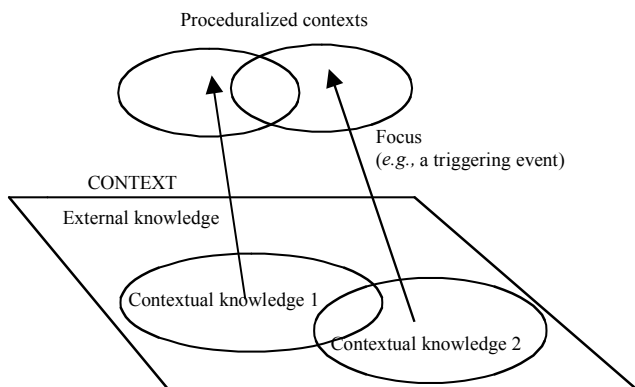 Proceduralized contexts
Focus
(e.g., a triggering event)
CONTEXT
External knowledge
Contextual knowledge 1
Contextual knowledge 2